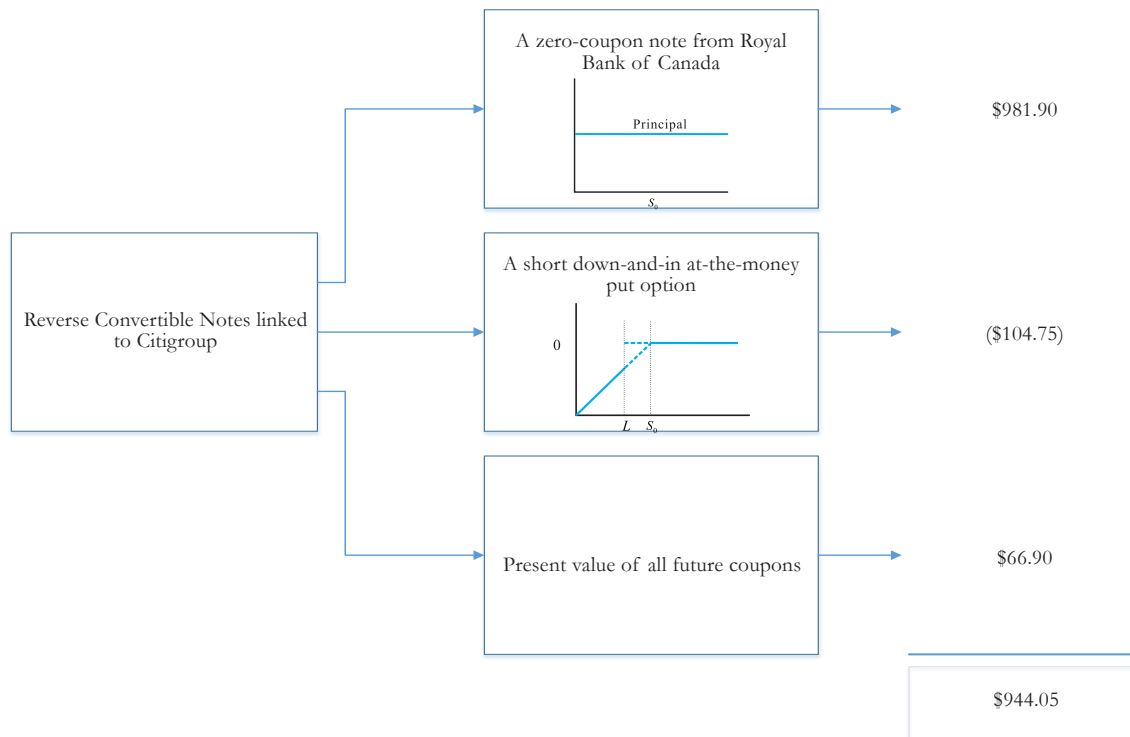 A zero-coupon note from Royal
Bank of Canada
Principal
S₀
$981.90
Reverse Convertible Notes linked
to Citigroup
A short down-and-in at-the-money
put option
0
L S₀
($104.75)
Present value of all future coupons
$66.90
$944.05